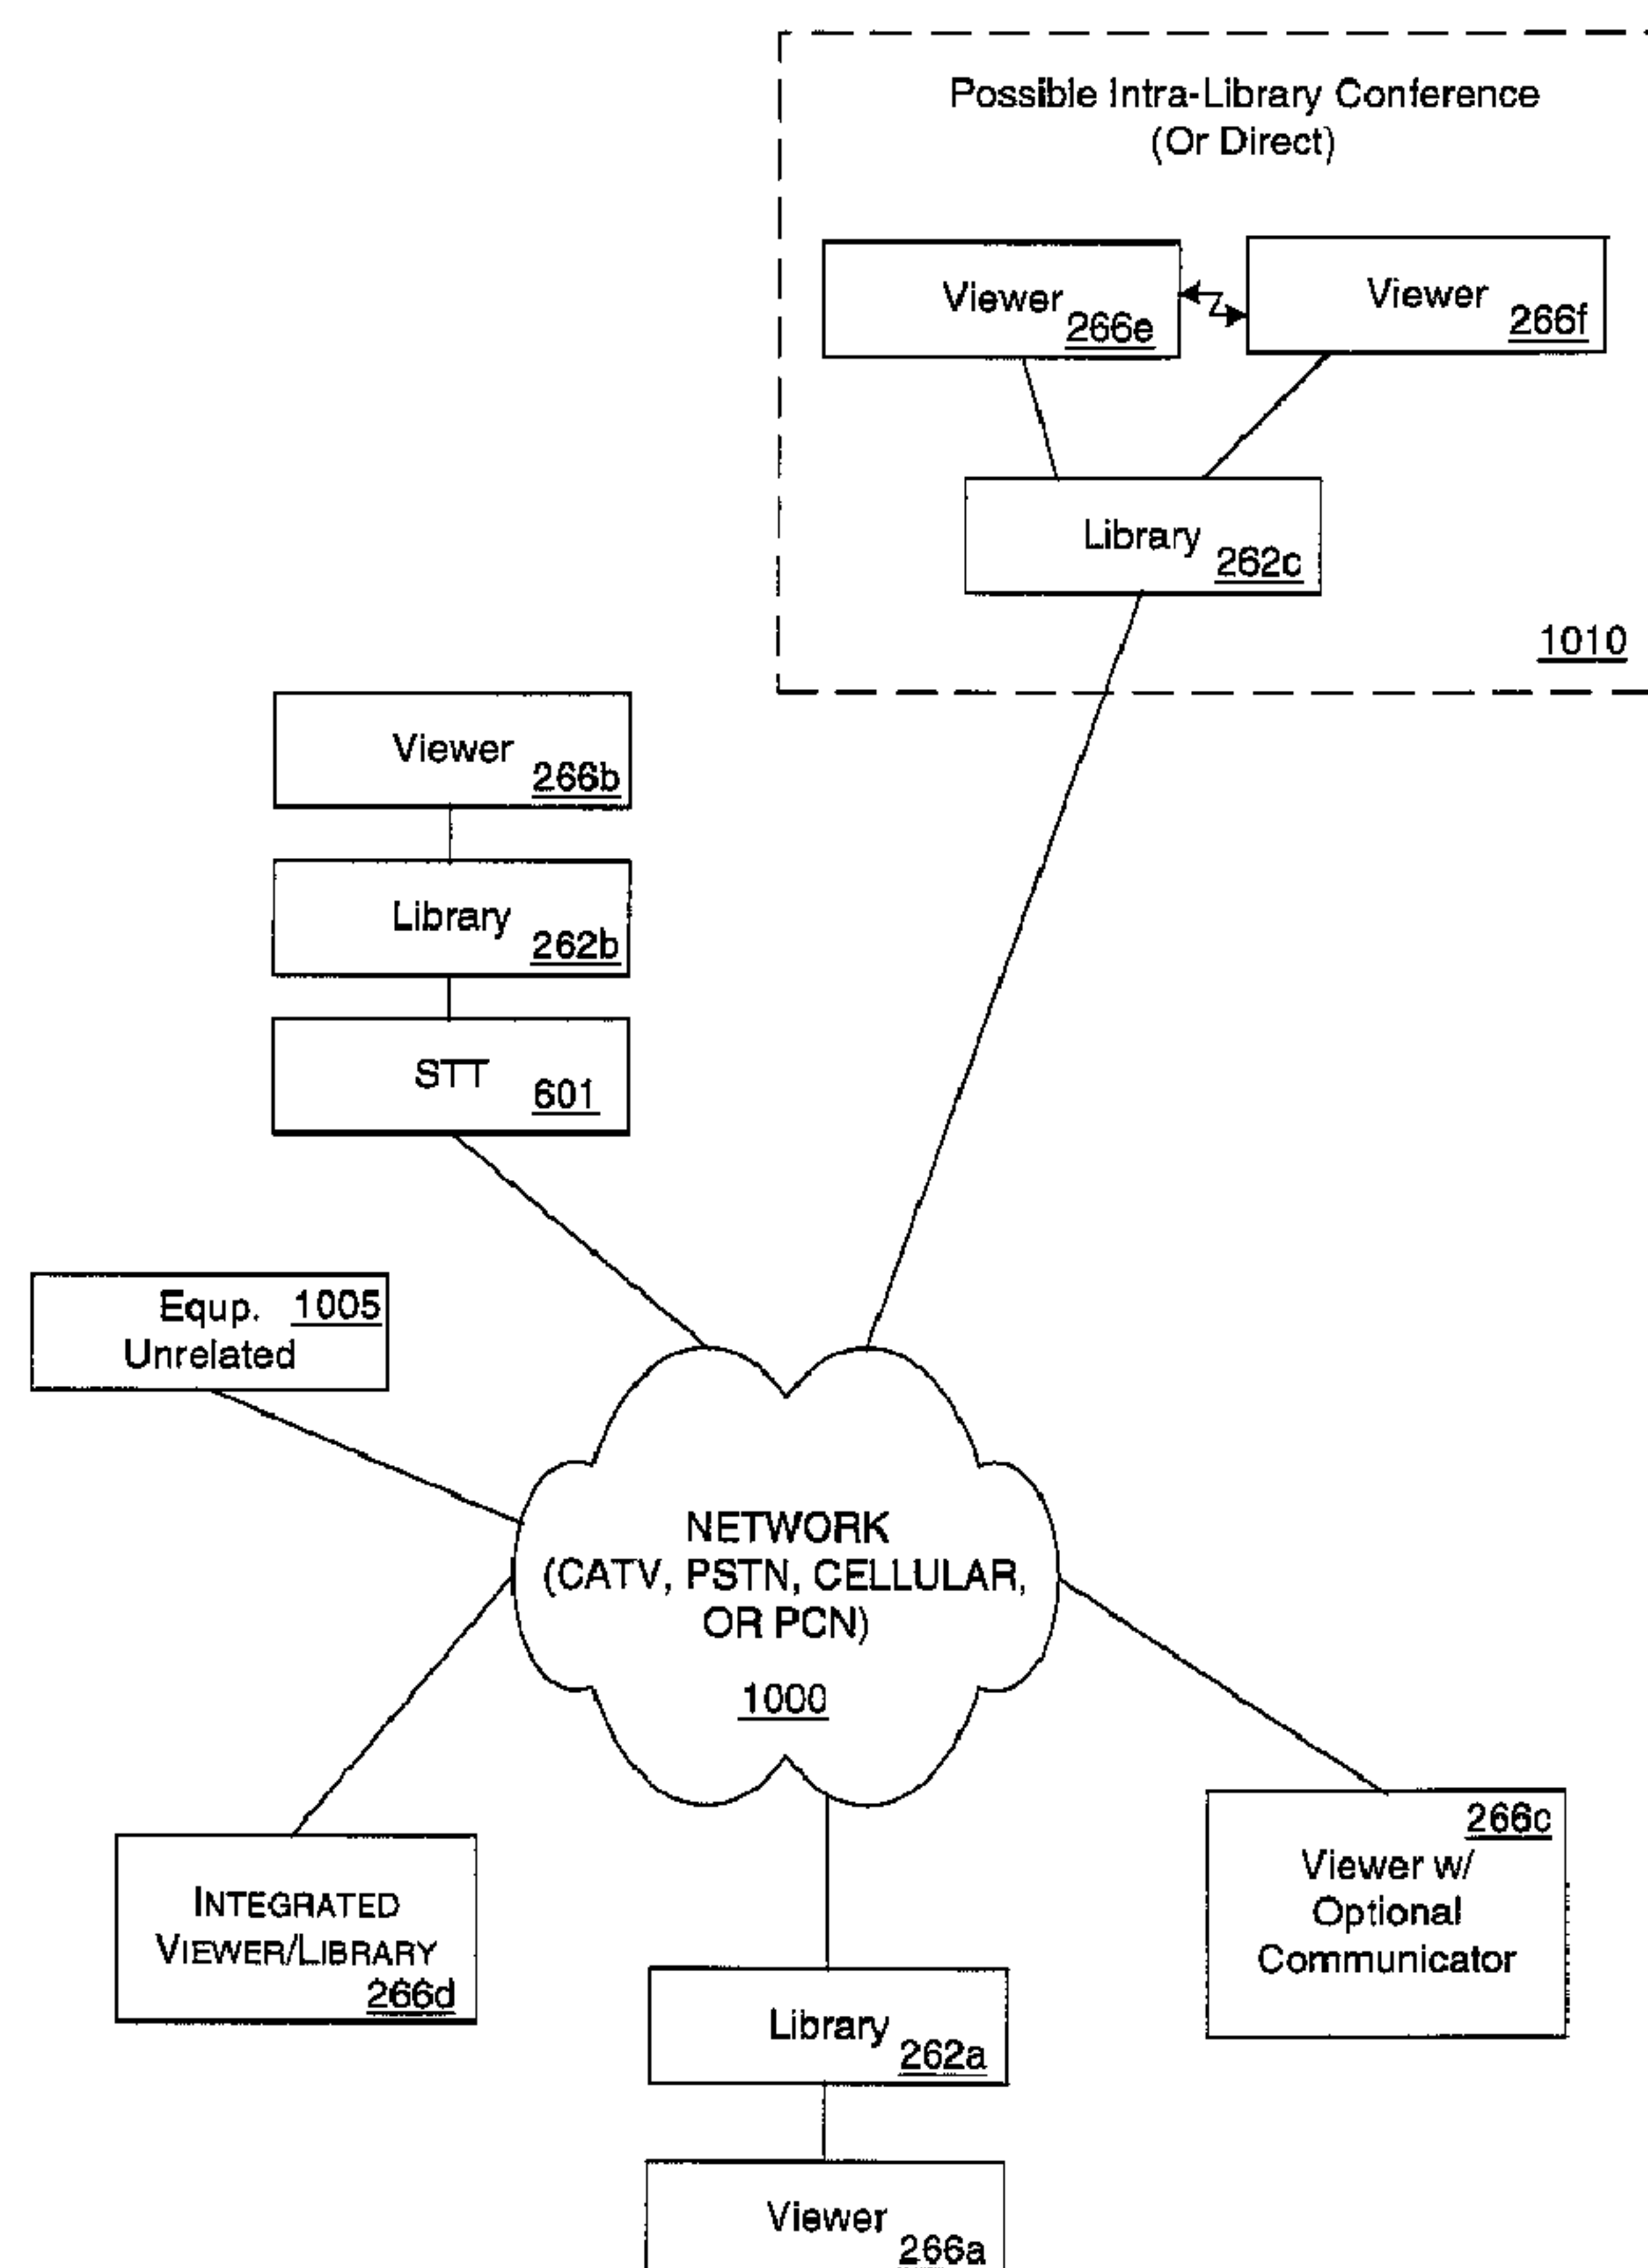 Possible Intra-Library Conference
(Or Direct)
Viewer
266e
Viewer
266f
Library
262c
1010
Viewer
266b
Library
262b
STT
601
Equp. 1005
Unrelated
NETWORK
(CATV, PSTN, CELLULAR,
OR PCN)
1000
INTEGRATED
VIEWER/LIBRARY
266d
266c
Viewer w/
Optional
Communicator
Library
262a
Viewer
266a